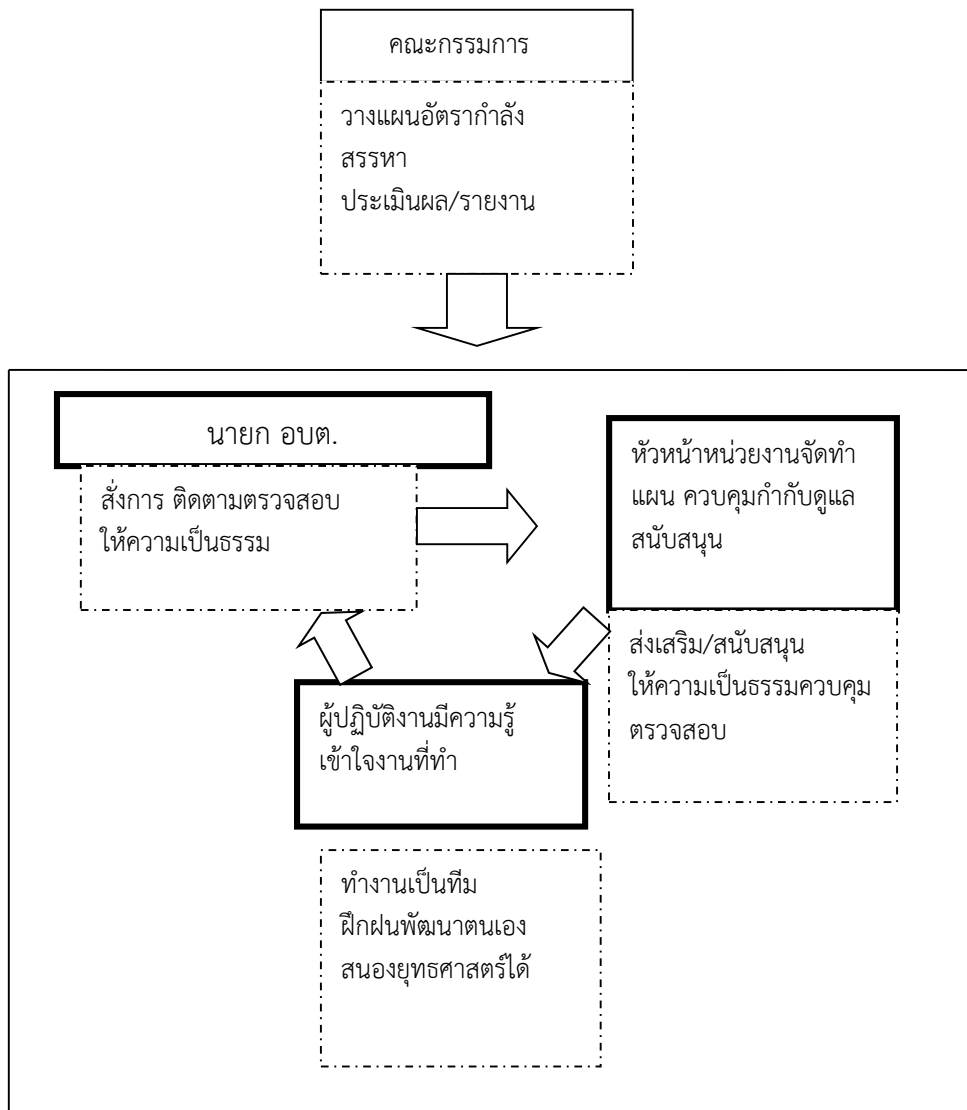 คณะกรรมการ
วางแผนอัตรากำลัง
สรรหา
ประเมินผล/รายงาน
นายก อบต.
สั่งการ ติดตามตรวจสอบ
ให้ความเป็นธรรม
หัวหน้าหน่วยงานจัดทำ
แผน ควบคุมกำกับดูแล
สนับสนุน
ส่งเสริม/สนับสนุน
ให้ความเป็นธรรมควบคุม
ตรวจสอบ
ผู้ปฏิบัติงานมีความรู้
เข้าใจงานที่ทำ
ทำงานเป็นทีม
ฝึกฝนพัฒนาตนเอง
สนองยุทธศาสตร์ได้